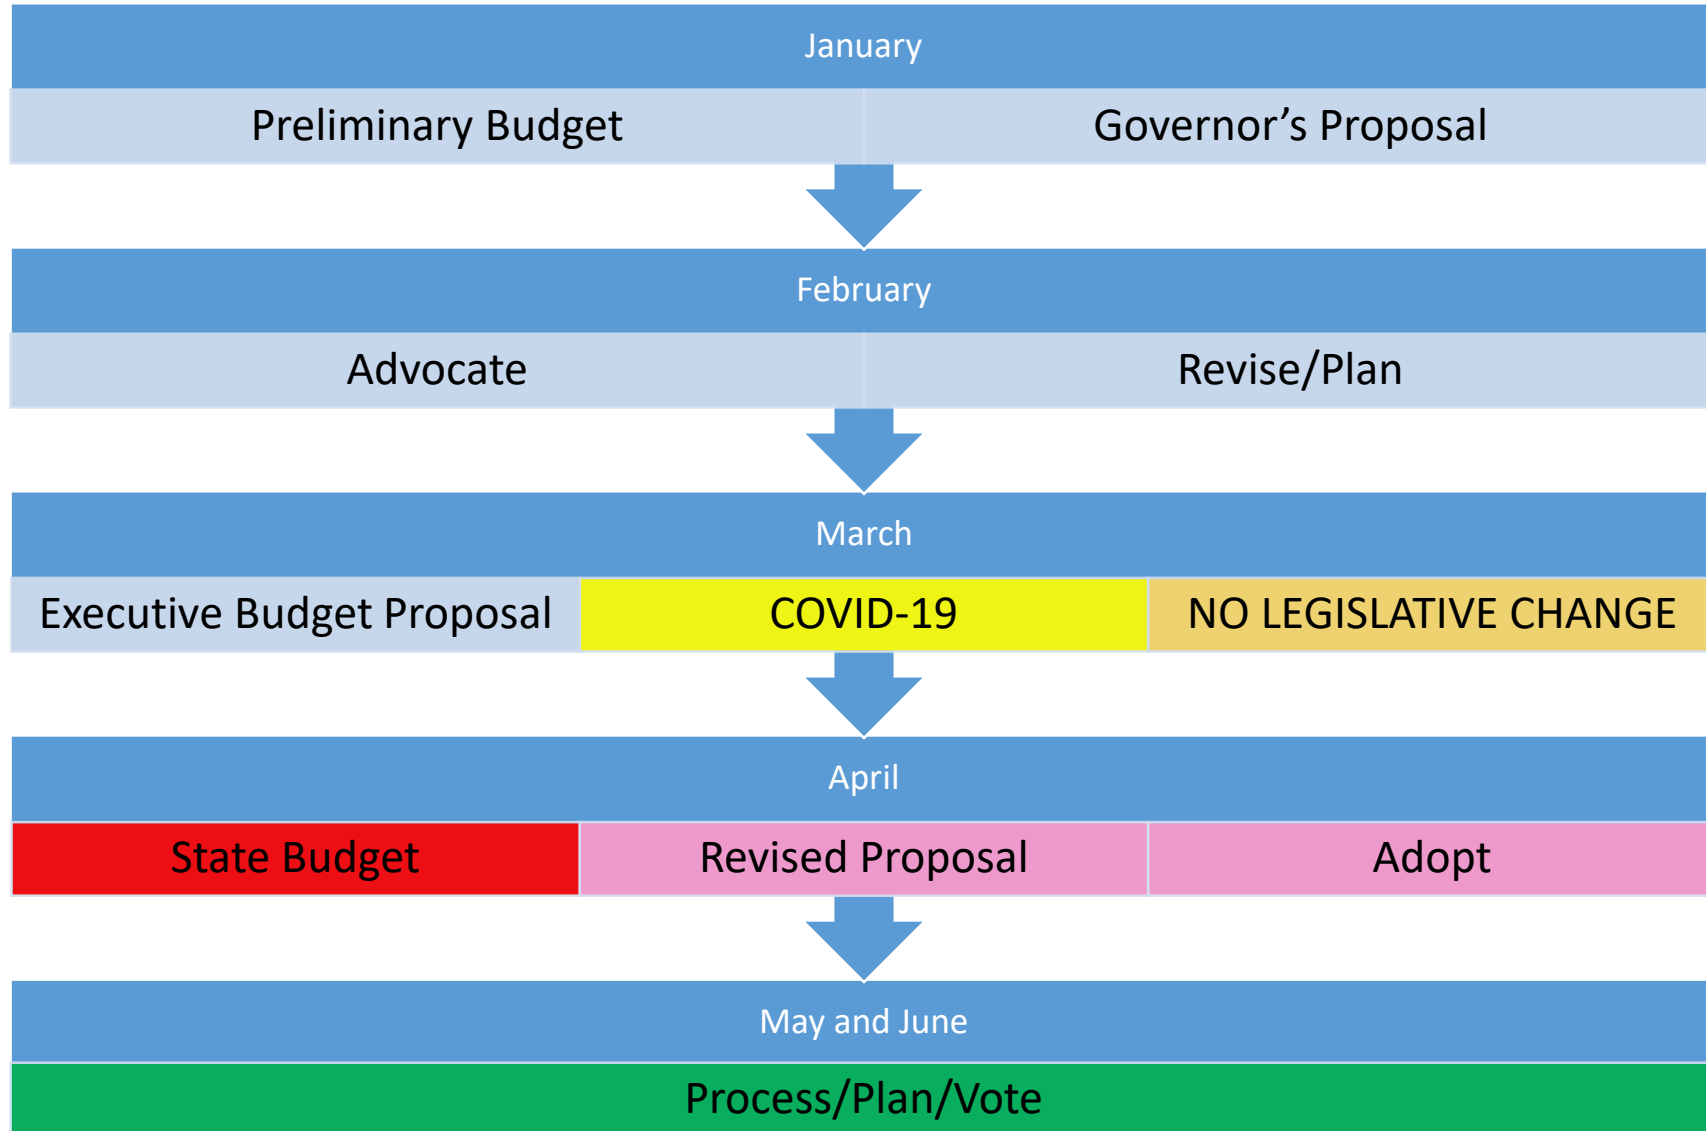 January
Preliminary Budget
Governor’s Proposal
February
Advocate
Revise/Plan
March
Executive Budget Proposal
COVID-19
NO LEGISLATIVE CHANGE
April
State Budget
Revised Proposal
Adopt
May and June
Process/Plan/Vote